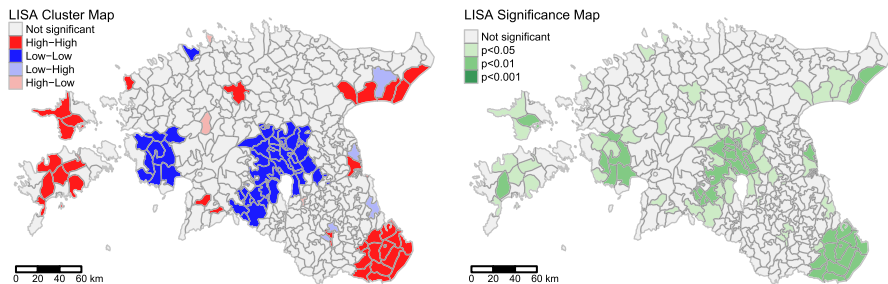 LISA Cluster Map
Not significant
High−High
Low−Low
Low−High
High−Low
0 20 40 60 km
LISA Significance Map
Not significant
p<0.05
p<0.01
p<0.001
0 20 40 60 km